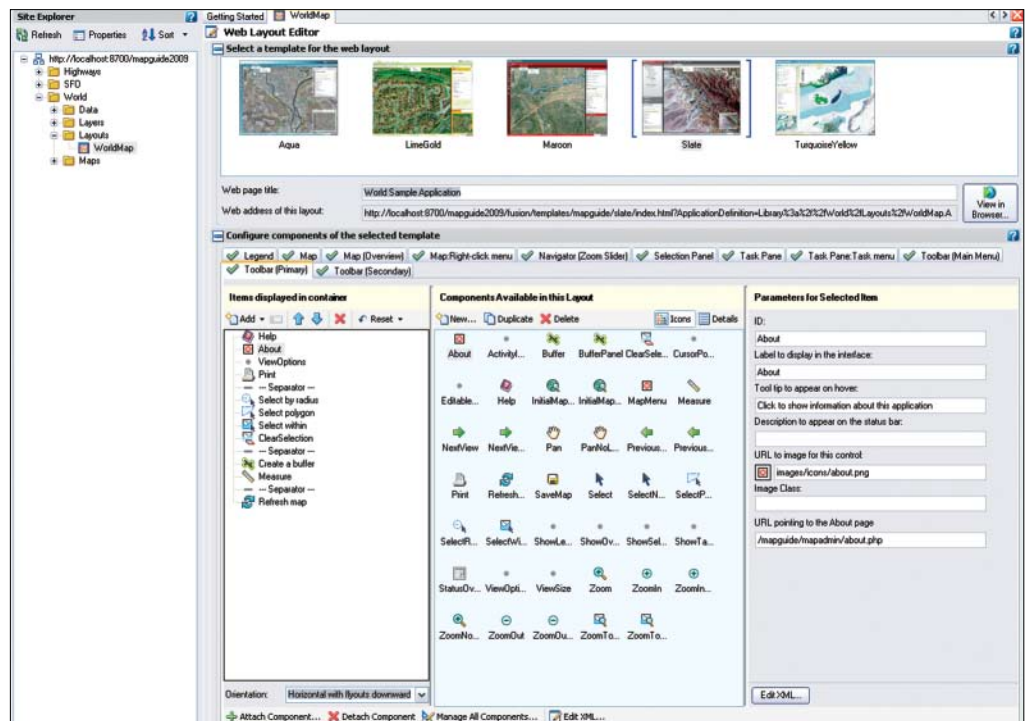 Site Explorer
Refresh Properties Sort
http://localhost:8700/mapguide2009
Highways
SFO
World
Data
Layers
Layouts
WorldMap
Maps
Getting Started WorldMap
Web Layout Editor
Select a template for the web layout
Aqua LimeGold Maroon Slate TurquoiseYellow
Web page title: World Sample Application
Web address of this layout: http://localhost:8700/mapguide2009/fusion/templates/mapguide/slate/index.html?ApplicationDefinition=Library%3a%2f%2fWorld%2fLayouts%2fWorldMap.A
View in Browser...
Configure components of the selected template
Legend Map Map (Overview) Map:Right-click menu Navigator (Zoom Slider) Selection Panel Task Pane Task Pane:Task menu Toolbar (Main Menu)
Toolbar (Primary) Toolbar (Secondary)
Items displayed in container
Add Reset
Help
About
ViewOptions
Print
--- Separator ---
Select by radius
Select polygon
Select within
ClearSelection
--- Separator ---
Create a buffer
Measure
--- Separator ---
Refresh map
Orientation: Horizontal with flyouts downward
Components Available in this Layout
New... Duplicate Delete Icons Details
About ActivityI... Buffer BufferPanel ClearSele... CursorPo...
Editable... Help InitialMap... InitialMap... MapMenu Measure
NextView NextVie... Pan PanNoL... Previous... Previous...
Print Refresh... SaveMap Select SelectN... SelectP...
SelectR... SelectWi... ShowLe... ShowOv... ShowSel... ShowTa...
StatusOv... ViewOpti... ViewSize Zoom ZoomIn ZoomIn...
ZoomNo... ZoomOut ZoomOu... ZoomTo... ZoomTo...
Parameters for Selected Item
ID:
About
Label to display in the interface:
About
Tool tip to appear on hover:
Click to show information about this application
Description to appear on the status bar:
URL to image for this control:
images/icons/about.png
Image Class:
URL pointing to the About page
/mapguide/mapadmin/about.php
Edit XML...
Attach Component... Detach Component Manage All Components... Edit XML...